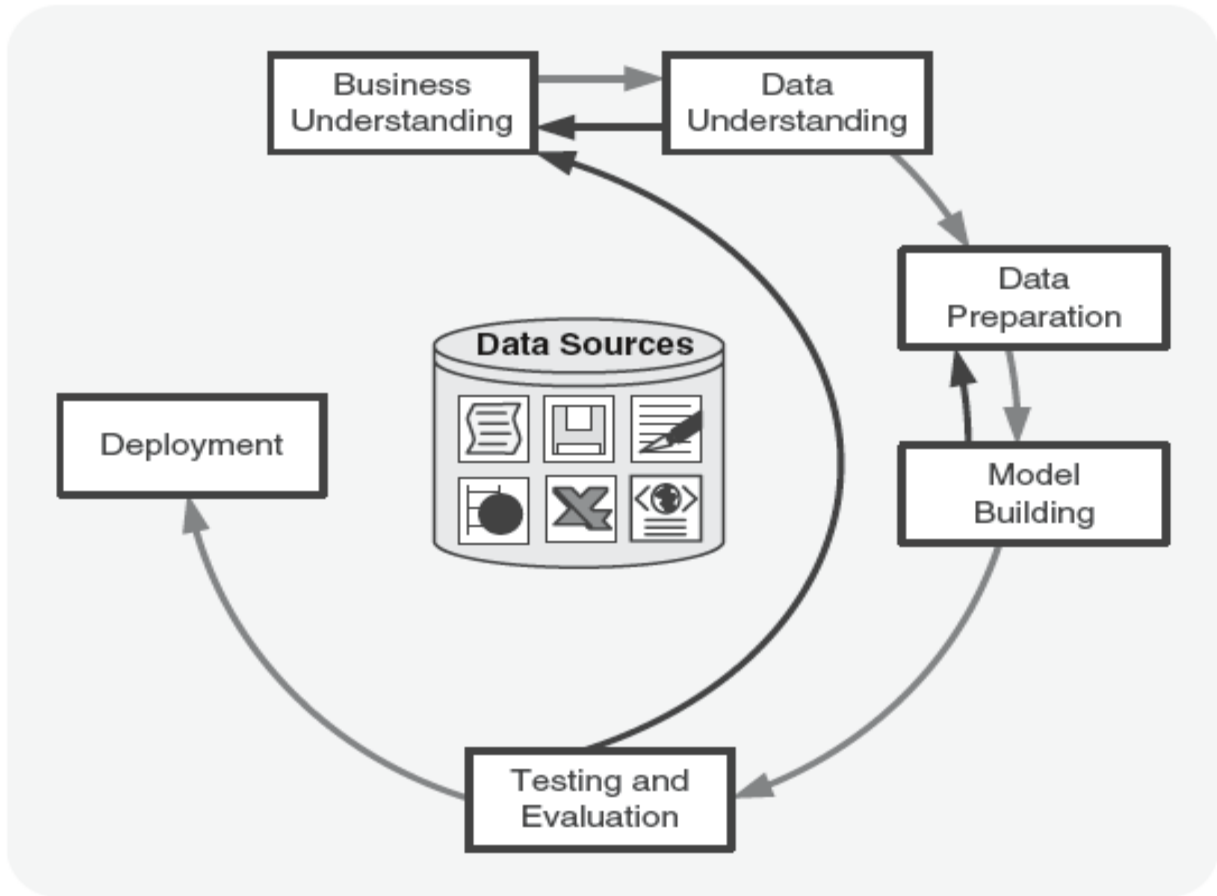 Business
Understanding
Data
Understanding
Data
Preparation
Data Sources
Deployment
Model
Building
Testing and
Evaluation